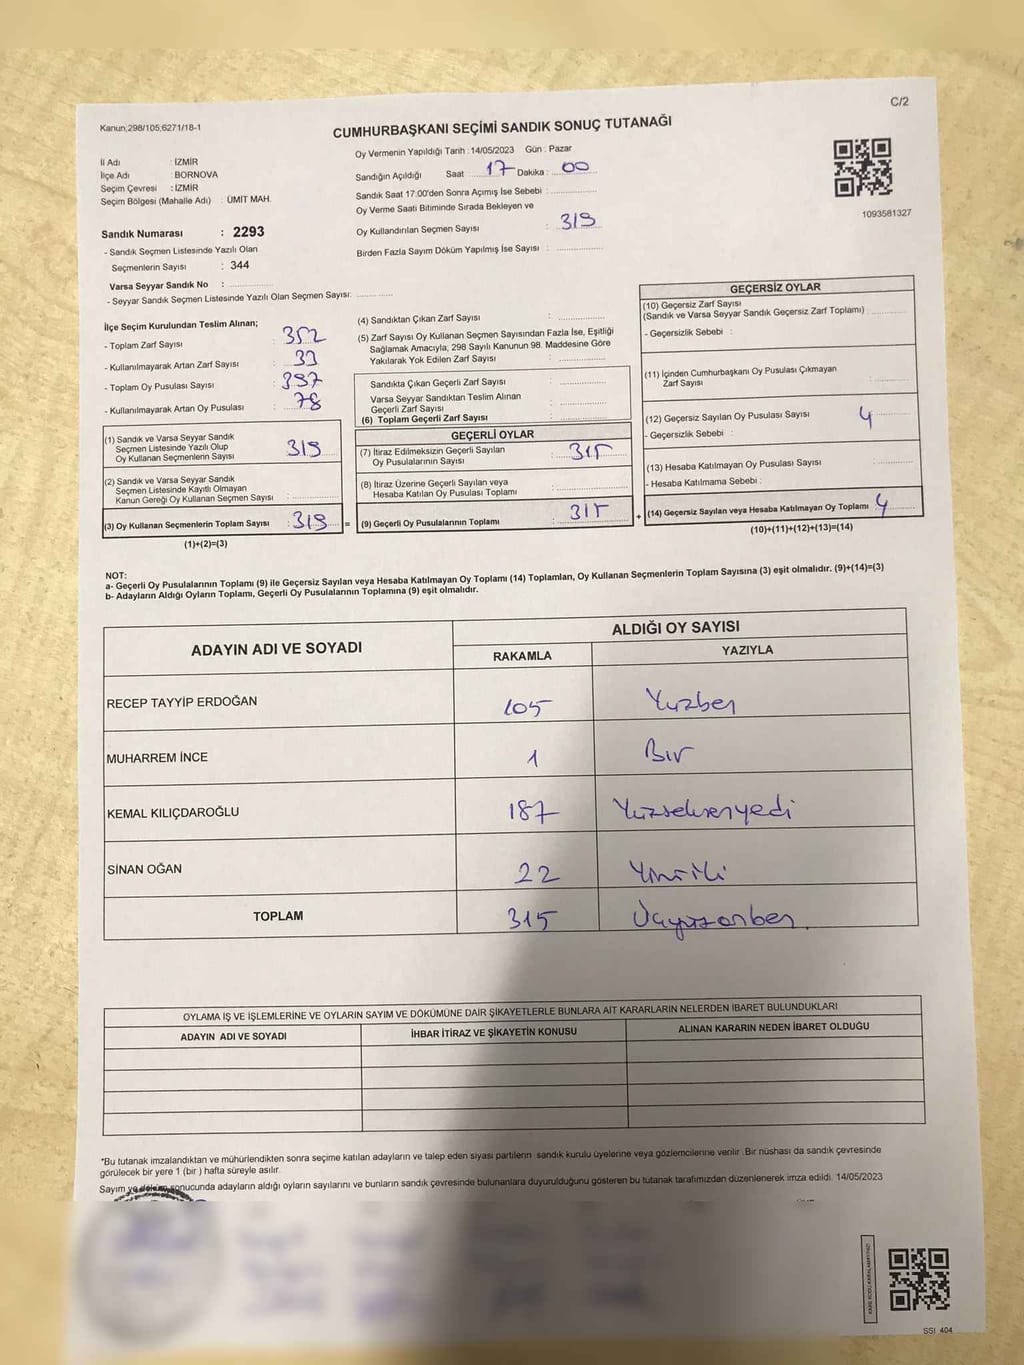 C/2
Kanun;298/105;6271/18-1
CUMHURBAŞKANI SEÇİMİ SANDIK SONUÇ TUTANAĞI
İl Adı : İZMİR
İlçe Adı : BORNOVA
Seçim Çevresi : İZMİR
Seçim Bölgesi (Mahalle Adı) : ÜMİT MAH.
Sandık Numarası : 2293
- Sandık Seçmen Listesinde Yazılı Olan
Seçmenlerin Sayısı : 344
Varsa Seyyar Sandık No :
- Seyyar Sandık Seçmen Listesinde Yazılı Olan Seçmen Sayısı:
Oy Vermenin Yapıldığı Tarih :14/05/2023 Gün : Pazar
Sandığın Açıldığı Saat 17 Dakika : 00
Sandık Saat 17:00'den Sonra Açımış İse Sebebi :
Oy Verme Saati Bitiminde Sırada Bekleyen ve
Oy Kullandırılan Seçmen Sayısı : 319
Birden Fazla Sayım Döküm Yapılmış İse Sayısı :
1093581327
İlçe Seçim Kurulundan Teslim Alınan;
- Toplam Zarf Sayısı : 352
- Kullanılmayarak Artan Zarf Sayısı : 33
- Toplam Oy Pusulası Sayısı : 397
- Kullanılmayarak Artan Oy Pusulası : 78
(1) Sandık ve Varsa Seyyar Sandık
Seçmen Listesinde Yazılı Olup
Oy Kullanan Seçmenlerin Sayısı : 319
(2) Sandık ve Varsa Seyyar Sandık
Seçmen Listesinde Kayıtlı Olmayan
Kanun Gereği Oy Kullanan Seçmen Sayısı :
(3) Oy Kullanan Seçmenlerin Toplam Sayısı : 319 =
(1)+(2)=(3)
(4) Sandıktan Çıkan Zarf Sayısı :
(5) Zarf Sayısı Oy Kullanan Seçmen Sayısından Fazla İse, Eşitliği
Sağlamak Amacıyla, 298 Sayılı Kanunun 98. Maddesine Göre
Yakılarak Yok Edilen Zarf Sayısı :
Sandıkta Çıkan Geçerli Zarf Sayısı :
Varsa Seyyar Sandıktan Teslim Alınan
Geçerli Zarf Sayısı :
(6) Toplam Geçerli Zarf Sayısı :
GEÇERLİ OYLAR
(7) İtiraz Edilmeksizin Geçerli Sayılan
Oy Pusulalarının Sayısı : 315
(8) İtiraz Üzerine Geçerli Sayılan veya
Hesaba Katılan Oy Pusulası Toplamı :
(9) Geçerli Oy Pusulalarının Toplamı : 315 +
GEÇERSİZ OYLAR
(10) Geçersiz Zarf Sayısı
(Sandık ve Varsa Seyyar Sandık Geçersiz Zarf Toplamı)
- Geçersizlik Sebebi :
(11) İçinden Cumhurbaşkanı Oy Pusulası Çıkmayan
Zarf Sayısı :
(12) Geçersiz Sayılan Oy Pusulası Sayısı : 4
- Geçersizlik Sebebi :
(13) Hesaba Katılmayan Oy Pusulası Sayısı :
- Hesaba Katılmama Sebebi :
(14) Geçersiz Sayılan veya Hesaba Katılmayan Oy Toplamı 4
(10)+(11)+(12)+(13)=(14)
NOT:
a- Geçerli Oy Pusulalarının Toplamı (9) ile Geçersiz Sayılan veya Hesaba Katılmayan Oy Toplamı (14) Toplamları, Oy Kullanan Seçmenlerin Toplam Sayısına (3) eşit olmalıdır. (9)+(14)=(3)
b- Adayların Aldığı Oyların Toplamı, Geçerli Oy Pusulalarının Toplamına (9) eşit olmalıdır.
ADAYIN ADI VE SOYADI
ALDIĞI OY SAYISI
RAKAMLA YAZIYLA
RECEP TAYYİP ERDOĞAN 105 Yüzbeş
MUHARREM İNCE 1 Bir
KEMAL KILIÇDAROĞLU 187 Yüzseksenyedi
SİNAN OĞAN 22 Yirmiiki
TOPLAM 315 Üçyüzonbeş.
OYLAMA İŞ VE İŞLEMLERİNE VE OYLARIN SAYIM VE DÖKÜMÜNE DAİR ŞİKAYETLERLE BUNLARA AİT KARARLARIN NELERDEN İBARET BULUNDUKLARI
ADAYIN ADI VE SOYADI İHBAR İTİRAZ VE ŞİKAYETİN KONUSU ALINAN KARARIN NEDEN İBARET OLDUĞU
*Bu tutanak imzalandıktan ve mühürlendikten sonra seçime katılan adayların ve talep eden siyasi partilerin sandık kurulu üyelerine veya gözlemcilerine verilir .Bir nüshası da sandık çevresinde
görülecek bir yere 1 (bir ) hafta süreyle asılır.
Sayım ve döküm sonucunda adayların aldığı oyların sayılarını ve bunların sandık çevresinde bulunanlara duyurulduğunu gösteren bu tutanak tarafımızdan düzenlenerek imza edildi. 14/05/2023
SSI_404